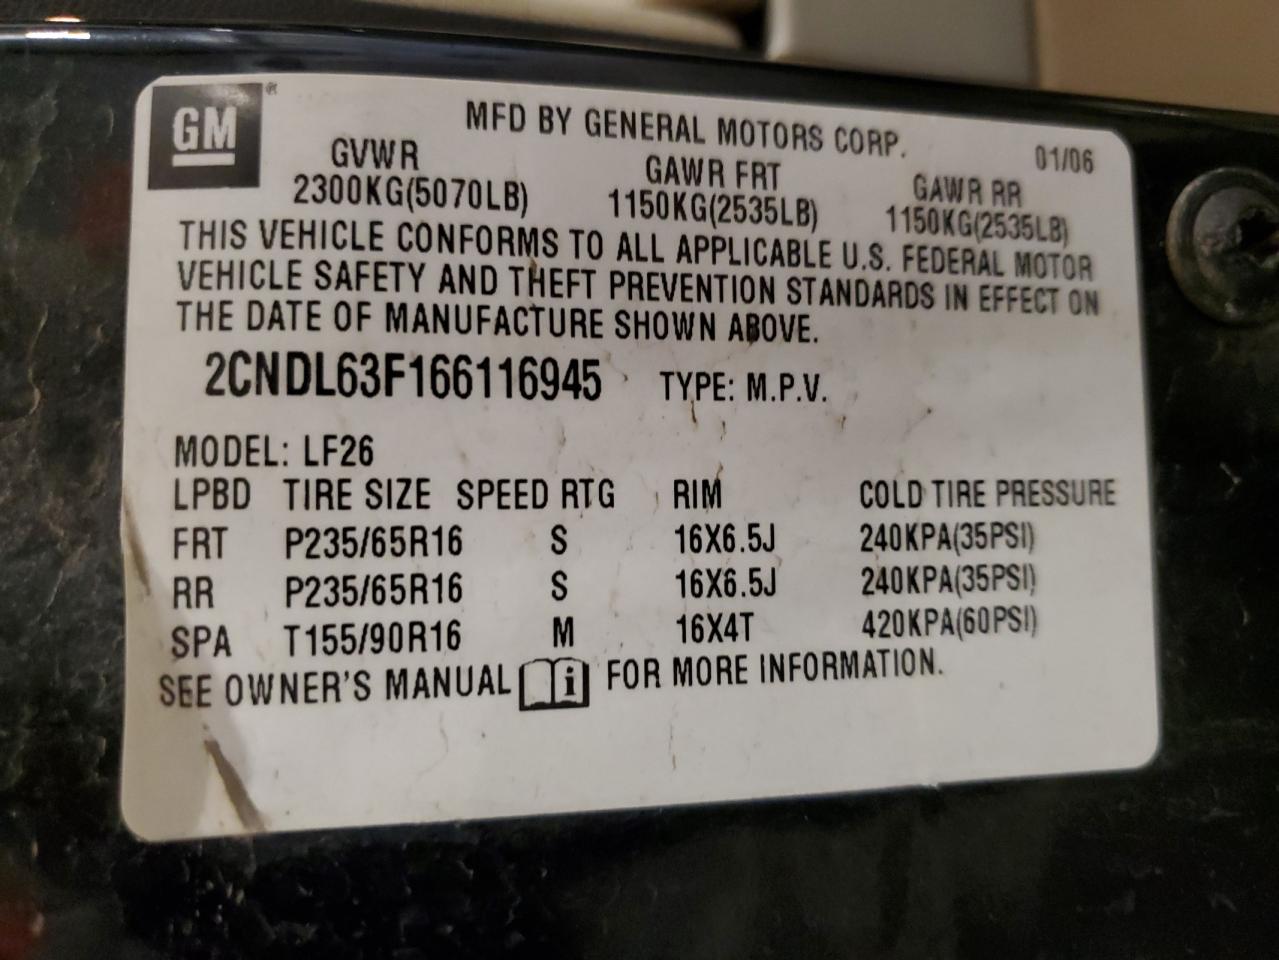 GM®
MFD BY GENERAL MOTORS CORP.
01/06
GVWR GAWR FRT GAWR RR
2300KG(5070LB) 1150KG(2535LB) 1150KG(2535LB)
THIS VEHICLE CONFORMS TO ALL APPLICABLE U.S. FEDERAL MOTOR
VEHICLE SAFETY AND THEFT PREVENTION STANDARDS IN EFFECT ON
THE DATE OF MANUFACTURE SHOWN ABOVE.
2CNDL63F166116945 TYPE: M.P.V.
MODEL: LF26
LPBD TIRE SIZE SPEED RTG RIM COLD TIRE PRESSURE
FRT P235/65R16 S 16X6.5J 240KPA(35PSI)
RR P235/65R16 S 16X6.5J 240KPA(35PSI)
SPA T155/90R16 M 16X4T 420KPA(60PSI)
SEE OWNER'S MANUAL i FOR MORE INFORMATION.